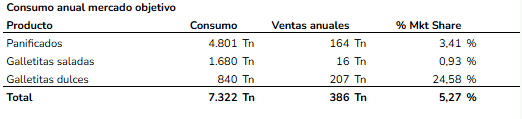 Consumo anual mercado objetivo
Producto Consumo Ventas anuales % Mkt Share
Panificados 4.801 Tn 164 Tn 3,41 %
Galletitas saladas 1.680 Tn 16 Tn 0,93 %
Galletitas dulces 840 Tn 207 Tn 24,58 %
Total 7.322 Tn 386 Tn 5,27 %